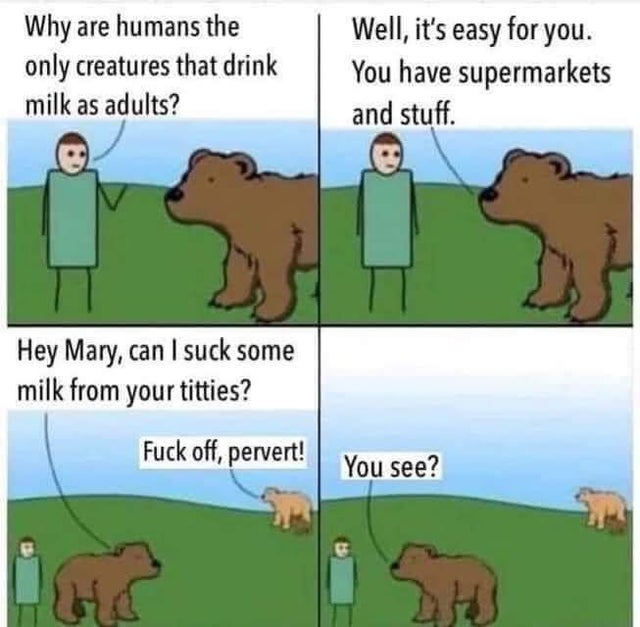 Why are humans the
only creatures that drink
milk as adults?
Well, it's easy for you.
You have supermarkets
and stuff.
Hey Mary, can I suck some
milk from your titties?
Fuck off, pervert!
You see?